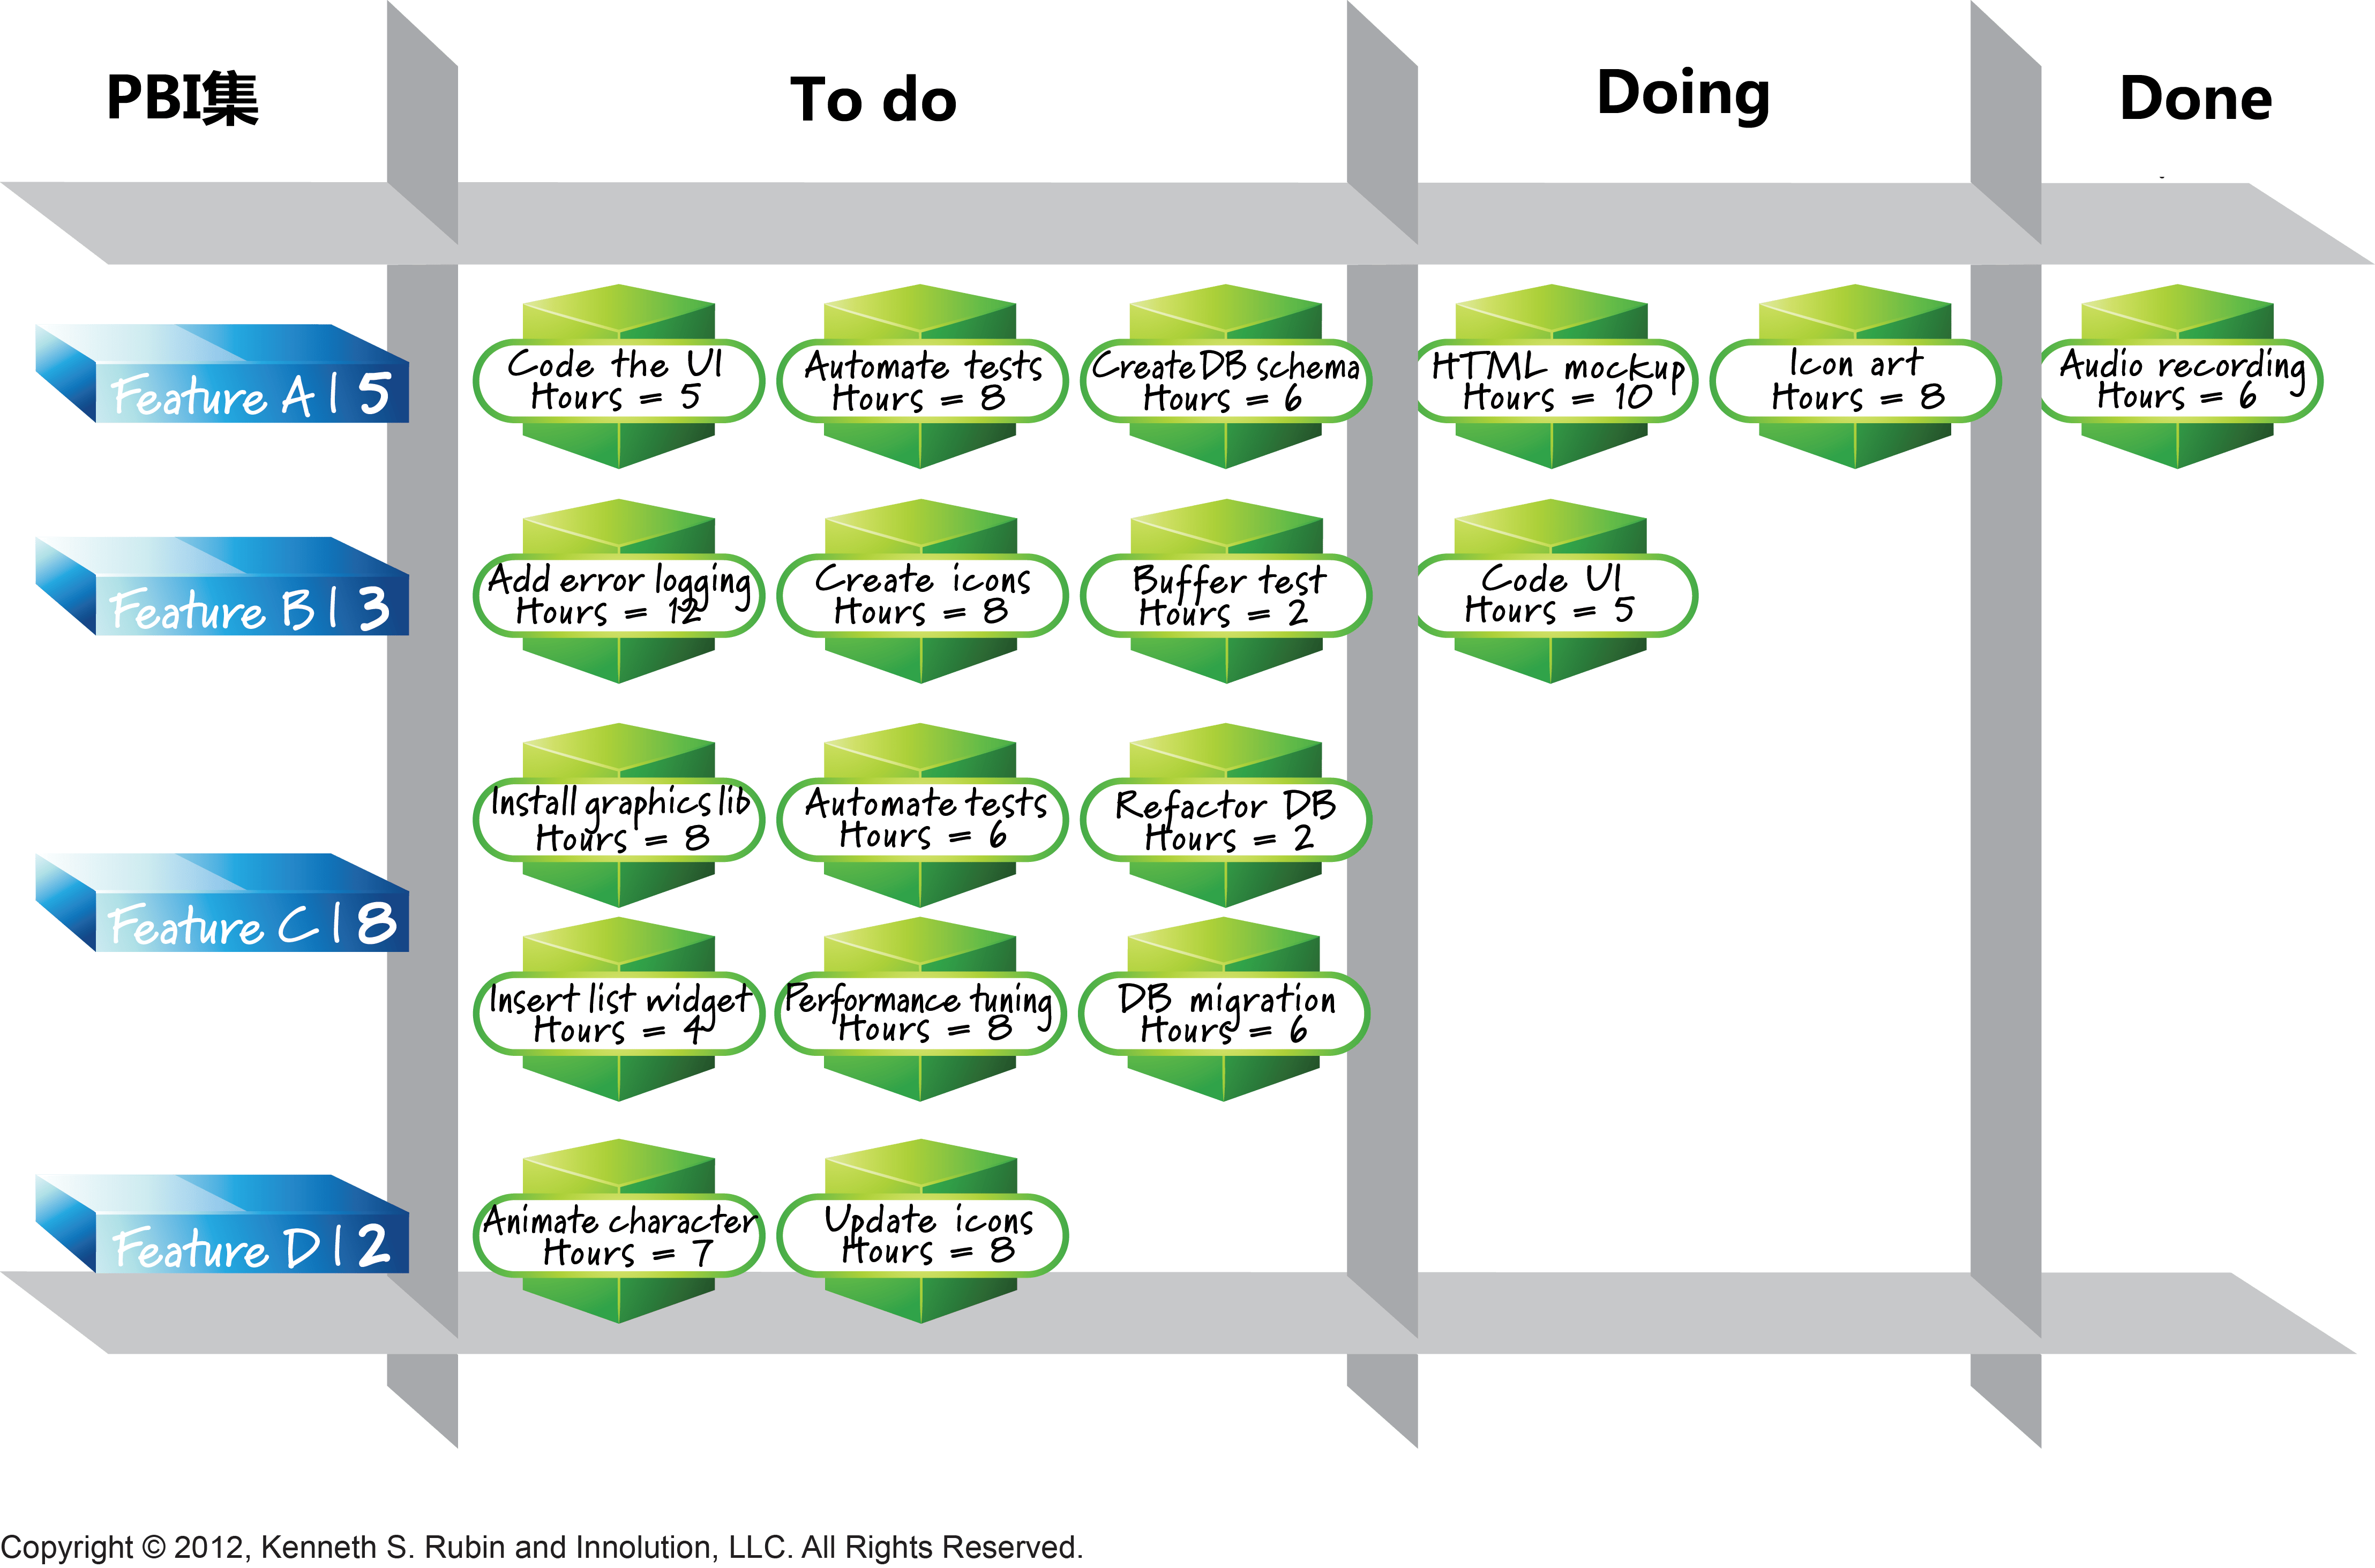 PBI集
To do
Doing
Done
Feature A | 5
Code the UI
Hours = 5
Automate tests
Hours = 8
Create DB schema
Hours = 6
HTML mockup
Hours = 10
Icon art
Hours = 8
Audio recording
Hours = 6
Feature B | 3
Add error logging
Hours = 12
Create icons
Hours = 8
Buffer test
Hours = 2
Code UI
Hours = 5
Feature C | 8
Install graphics lib
Hours = 8
Automate tests
Hours = 6
Refactor DB
Hours = 2
Insert list widget
Hours = 4
Performance tuning
Hours = 8
DB migration
Hours = 6
Feature D | 2
Animate character
Hours = 7
Update icons
Hours = 8
Copyright © 2012, Kenneth S. Rubin and Innolution, LLC. All Rights Reserved.